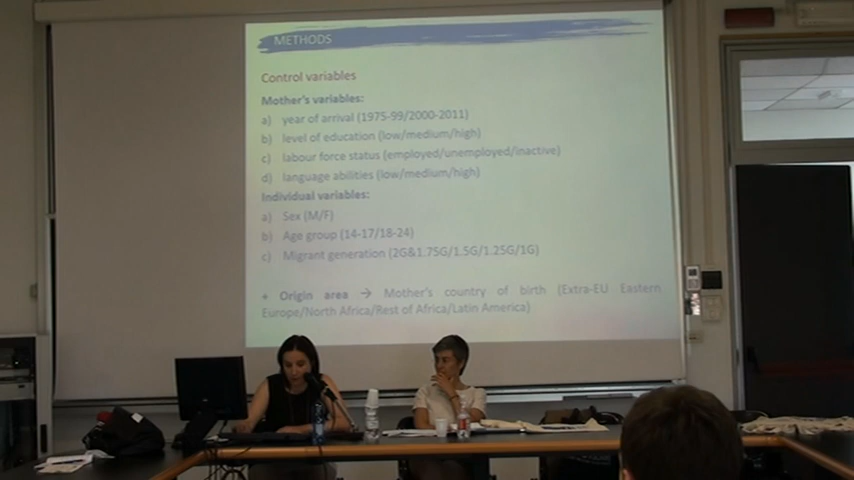 METHODS
Control variables
Mother's variables:
a) year of arrival (1975-99/2000-2011)
b) level of education (low/medium/high)
c) labour force status (employed/unemployed/inactive)
d) language abilities (low/medium/high)
Individual variables:
a) Sex (M/F)
b) Age group (14-17/18-24)
c) Migrant generation (2G&1.75G/1.5G/1.25G/1G)
+ Origin area → Mother's country of birth (Extra-EU Eastern
Europe/North Africa/Rest of Africa/Latin America)